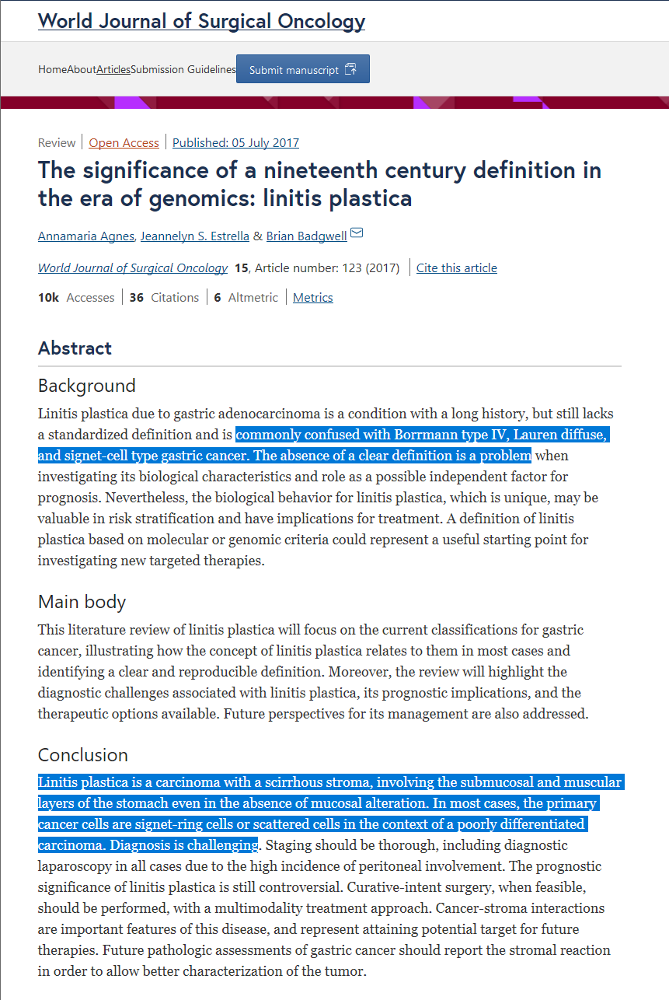 World Journal of Surgical Oncology
Home About Articles Submission Guidelines Submit manuscript
Review Open Access Published: 05 July 2017
The significance of a nineteenth century definition in
the era of genomics: linitis plastica
Annamaria Agnes, Jeannelyn S. Estrella & Brian Badgwell
World Journal of Surgical Oncology 15, Article number: 123 (2017) Cite this article
10k Accesses 36 Citations 6 Altmetric Metrics
Abstract
Background
Linitis plastica due to gastric adenocarcinoma is a condition with a long history, but still lacks
a standardized definition and is commonly confused with Borrmann type IV, Lauren diffuse,
and signet-cell type gastric cancer. The absence of a clear definition is a problem when
investigating its biological characteristics and role as a possible independent factor for
prognosis. Nevertheless, the biological behavior for linitis plastica, which is unique, may be
valuable in risk stratification and have implications for treatment. A definition of linitis
plastica based on molecular or genomic criteria could represent a useful starting point for
investigating new targeted therapies.
Main body
This literature review of linitis plastica will focus on the current classifications for gastric
cancer, illustrating how the concept of linitis plastica relates to them in most cases and
identifying a clear and reproducible definition. Moreover, the review will highlight the
diagnostic challenges associated with linitis plastica, its prognostic implications, and the
therapeutic options available. Future perspectives for its management are also addressed.
Conclusion
Linitis plastica is a carcinoma with a scirrhous stroma, involving the submucosal and muscular
layers of the stomach even in the absence of mucosal alteration. In most cases, the primary
cancer cells are signet-ring cells or scattered cells in the context of a poorly differentiated
carcinoma. Diagnosis is challenging. Staging should be thorough, including diagnostic
laparoscopy in all cases due to the high incidence of peritoneal involvement. The prognostic
significance of linitis plastica is still controversial. Curative-intent surgery, when feasible,
should be performed, with a multimodality treatment approach. Cancer-stroma interactions
are important features of this disease, and represent attaining potential target for future
therapies. Future pathologic assessments of gastric cancer should report the stromal reaction
in order to allow better characterization of the tumor.